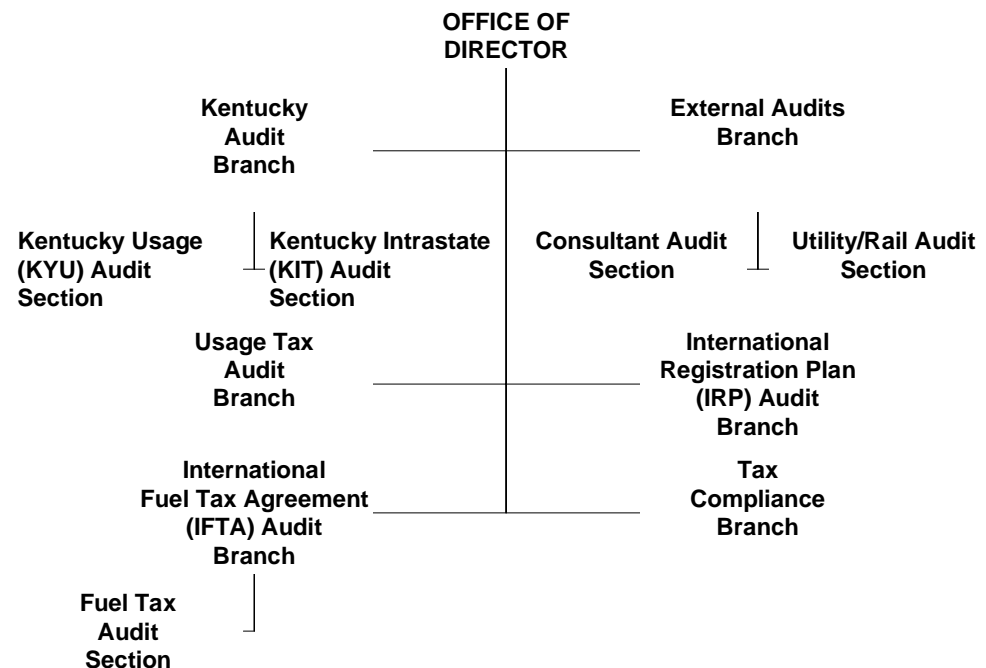 OFFICE OF
DIRECTOR
Kentucky
Audit
Branch
External Audits
Branch
Kentucky Usage
(KYU) Audit
Section
Kentucky Intrastate
(KIT) Audit
Section
Consultant Audit
Section
Utility/Rail Audit
Section
Usage Tax
Audit
Branch
International
Registration Plan
(IRP) Audit
Branch
International
Fuel Tax Agreement
(IFTA) Audit
Branch
Tax
Compliance
Branch
Fuel Tax
Audit
Section